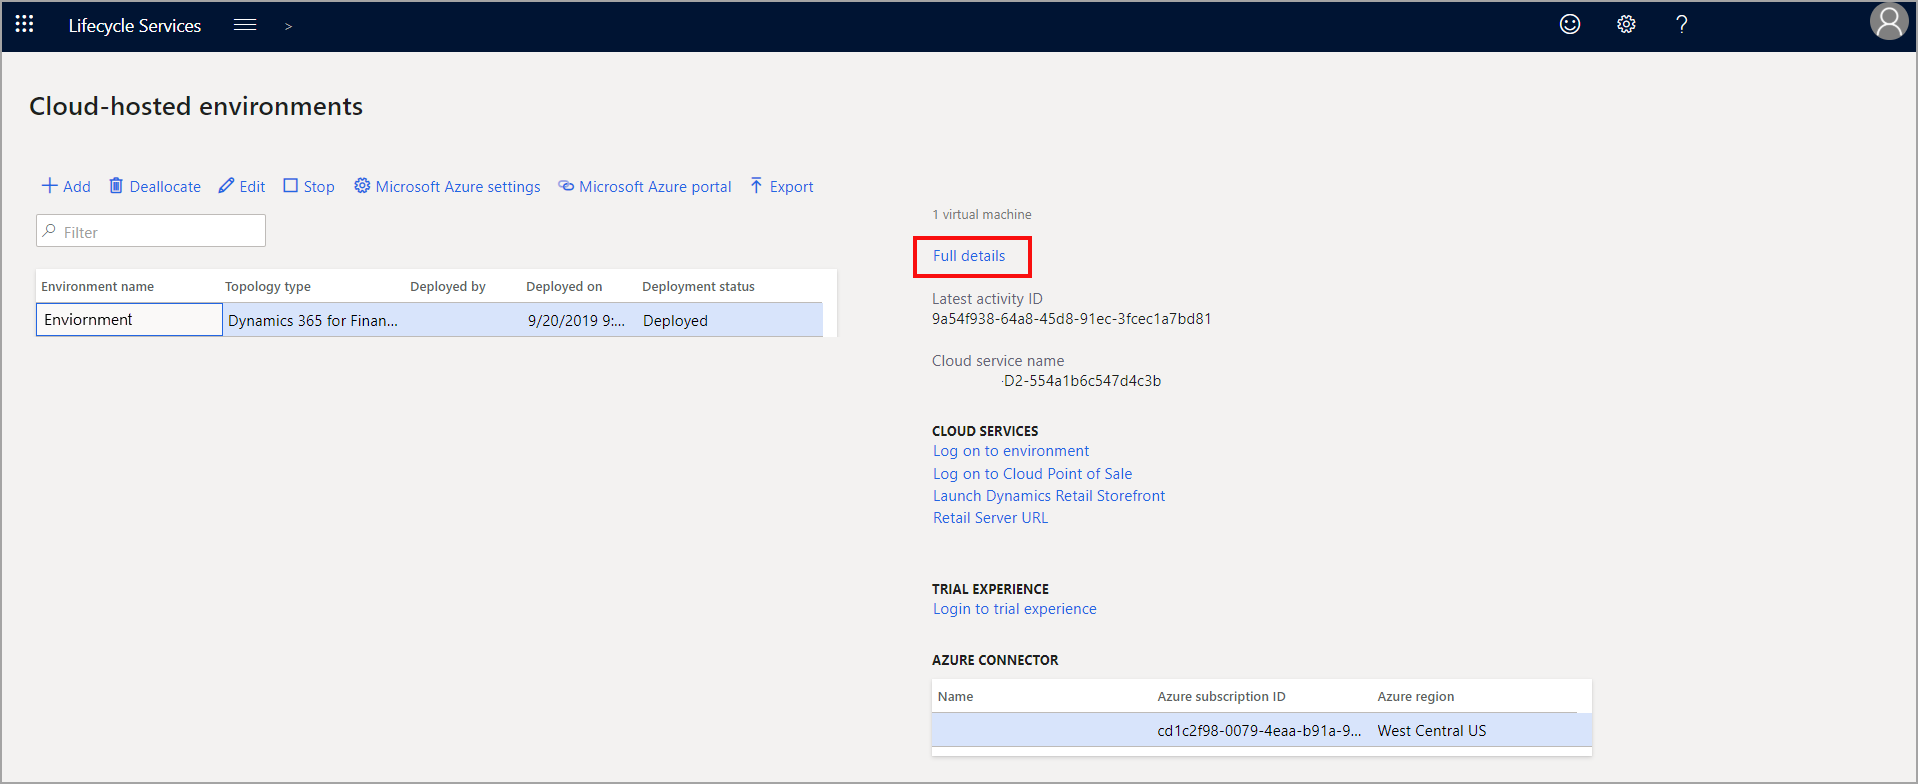 Lifecycle Services >
?
Cloud-hosted environments
Add Deallocate Edit Stop Microsoft Azure settings Microsoft Azure portal Export
Filter
Environment name Topology type Deployed by Deployed on Deployment status
Enviornment Dynamics 365 for Finan... 9/20/2019 9:... Deployed
1 virtual machine
Full details
Latest activity ID
9a54f938-64a8-45d8-91ec-3fcec1a7bd81
Cloud service name
-D2-554a1b6c547d4c3b
CLOUD SERVICES
Log on to environment
Log on to Cloud Point of Sale
Launch Dynamics Retail Storefront
Retail Server URL
TRIAL EXPERIENCE
Login to trial experience
AZURE CONNECTOR
Name Azure subscription ID Azure region
cd1c2f98-0079-4eaa-b91a-9... West Central US